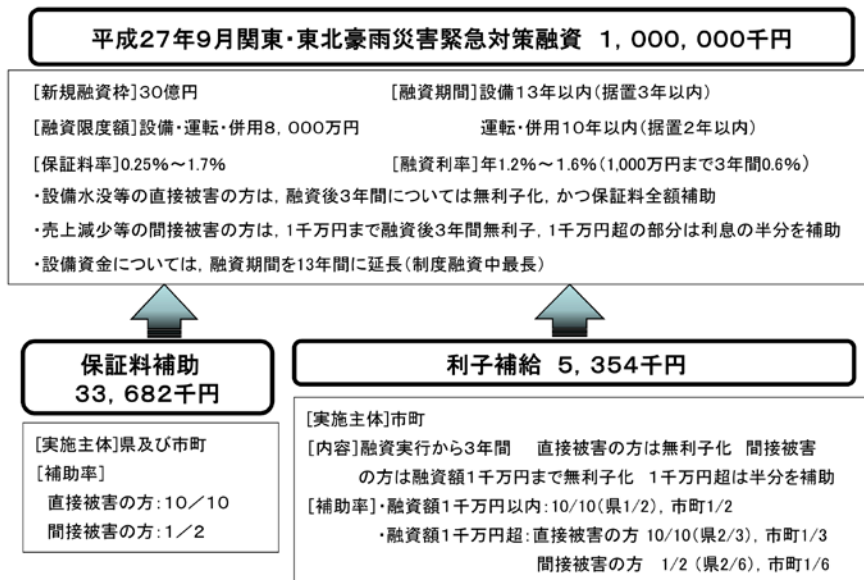 平成27年9月関東・東北豪雨災害緊急対策融資 1,000,000千円
[新規融資枠]30億円 [融資期間]設備13年以内(据置3年以内)
[融資限度額]設備・運転・併用8,000万円 運転・併用10年以内(据置2年以内)
[保証料率]0.25%~1.7% [融資利率]年1.2%~1.6%(1,000万円まで3年間0.6%)
・設備水没等の直接被害の方は,融資後3年間については無利子化,かつ保証料全額補助
・売上減少等の間接被害の方は,1千万円まで融資後3年間無利子,1千万円超の部分は利息の半分を補助
・設備資金については,融資期間を13年間に延長(制度融資中最長)
保証料補助
33,682千円
[実施主体]県及び市町
[補助率]
直接被害の方:10/10
間接被害の方:1/2
利子補給 5,354千円
[実施主体]市町
[内容]融資実行から3年間 直接被害の方は無利子化 間接被害
の方は融資額1千万円まで無利子化 1千万円超は半分を補助
[補助率]・融資額1千万円以内:10/10(県1/2),市町1/2
・融資額1千万円超:直接被害の方 10/10(県2/3),市町1/3
間接被害の方 1/2 (県2/6),市町1/6